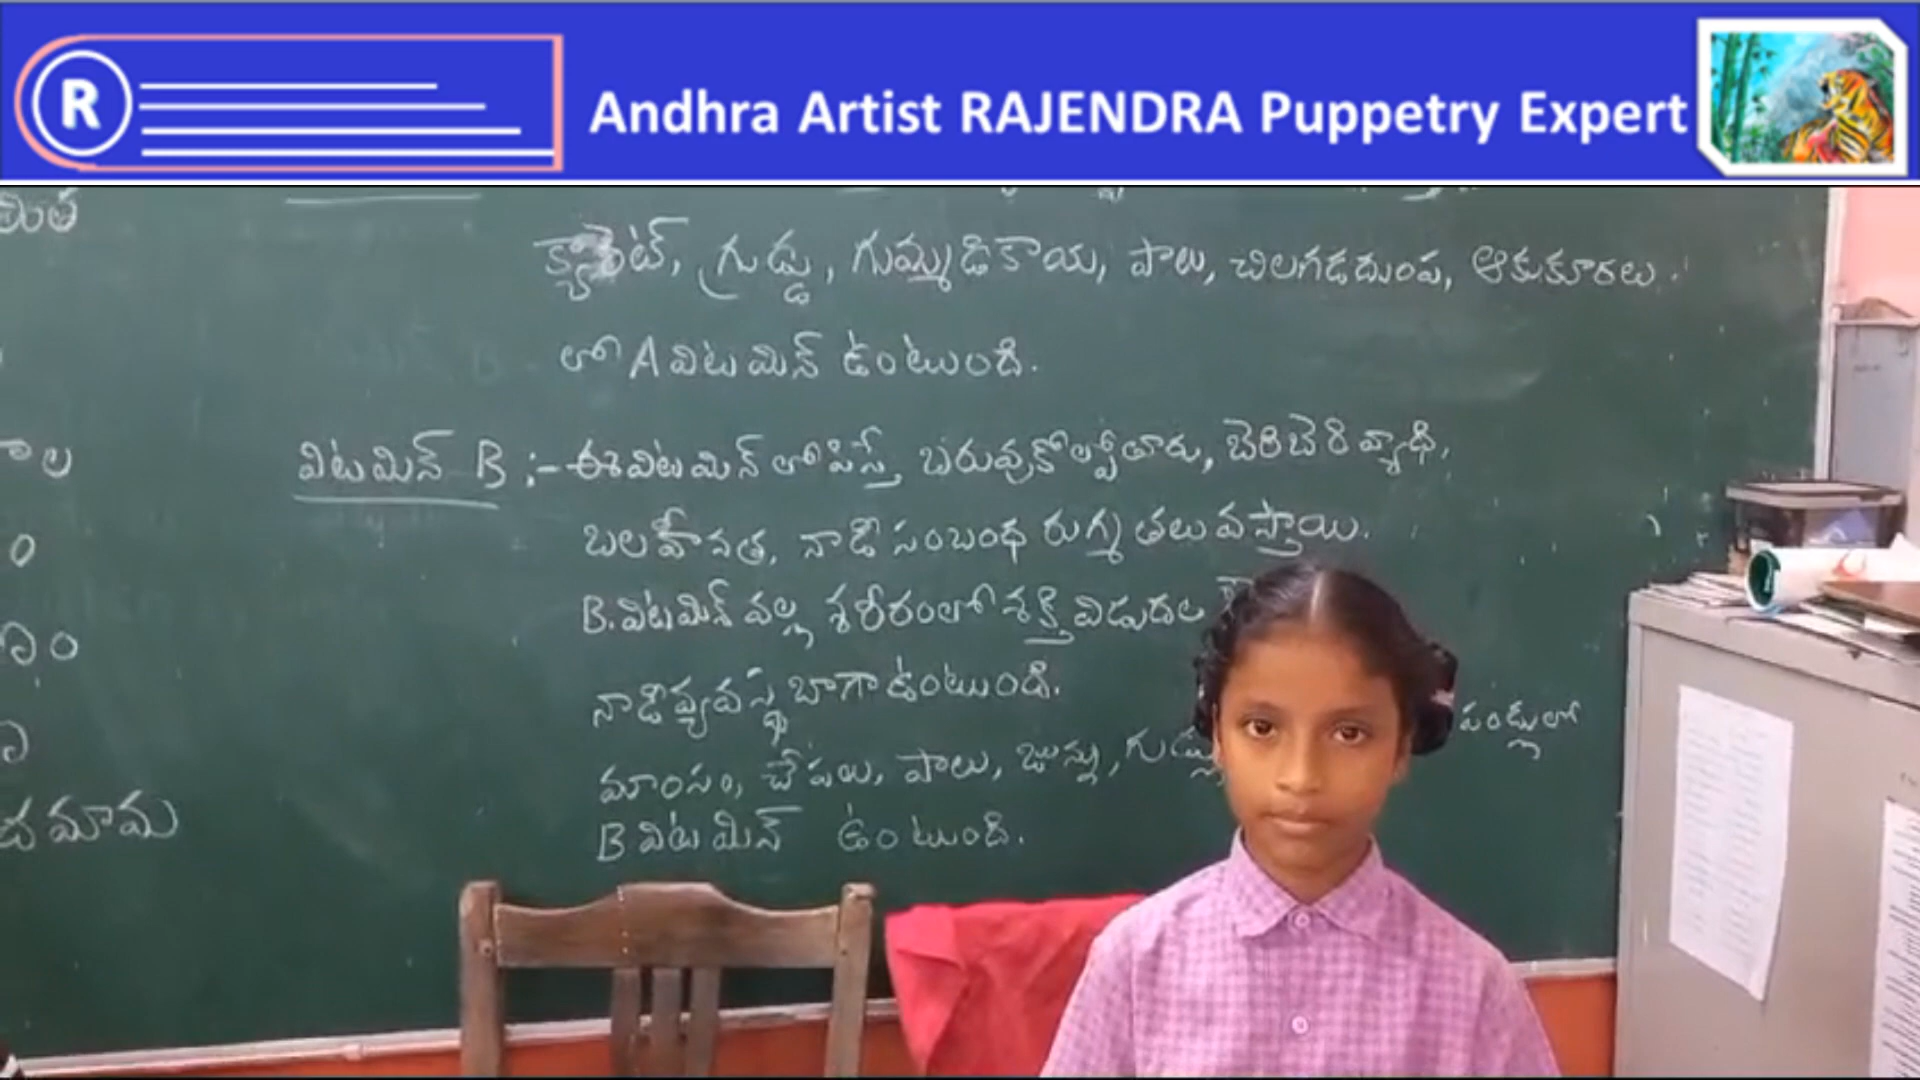 R
Andhra Artist RAJENDRA Puppetry Expert
క్యారెట్, గ్రుడ్డు, గుమ్మడికాయ, పాలు, చిలగడదుంప, ఆకుకూరలు.
లో A విటమిన్ ఉంటుంది.
విటమిన్ B :- ఈ విటమిన్ లోపిస్తే బరువుకోల్పోతారు, బెరిబెరి వ్యాధి,
బలహీనత, నాడీ సంబంధ రుగ్మతలు వస్తాయి.
B. విటమిన్ వల్ల శరీరంలో శక్తి విడుదల
నాడీవ్యవస్థ బాగా ఉంటుంది.
మాంసం, చేపలు, పాలు, జున్ను, గుడ్లు పండ్లులో
B విటమిన్ ఉంటుంది.
దమామ